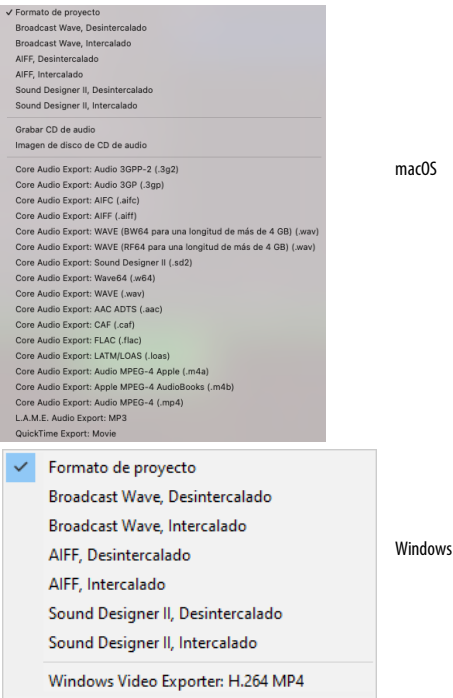 ✓ Formato de proyecto
Broadcast Wave, Desintercalado
Broadcast Wave, Intercalado
AIFF, Desintercalado
AIFF, Intercalado
Sound Designer II, Desintercalado
Sound Designer II, Intercalado
Grabar CD de audio
Imagen de disco de CD de audio
Core Audio Export: Audio 3GPP-2 (.3g2)
Core Audio Export: Audio 3GP (.3gp)
Core Audio Export: AIFC (.aifc)
Core Audio Export: AIFF (.aiff)
Core Audio Export: WAVE (BW64 para una longitud de más de 4 GB) (.wav)
Core Audio Export: WAVE (RF64 para una longitud de más de 4 GB) (.wav)
Core Audio Export: Sound Designer II (.sd2)
Core Audio Export: Wave64 (.w64)
Core Audio Export: WAVE (.wav)
Core Audio Export: AAC ADTS (.aac)
Core Audio Export: CAF (.caf)
Core Audio Export: FLAC (.flac)
Core Audio Export: LATM/LOAS (.loas)
Core Audio Export: Audio MPEG-4 Apple (.m4a)
Core Audio Export: Apple MPEG-4 AudioBooks (.m4b)
Core Audio Export: Audio MPEG-4 (.mp4)
L.A.M.E. Audio Export: MP3
QuickTime Export: Movie
macOS
✓ Formato de proyecto
Broadcast Wave, Desintercalado
Broadcast Wave, Intercalado
AIFF, Desintercalado
AIFF, Intercalado
Sound Designer II, Desintercalado
Sound Designer II, Intercalado
Windows Video Exporter: H.264 MP4
Windows